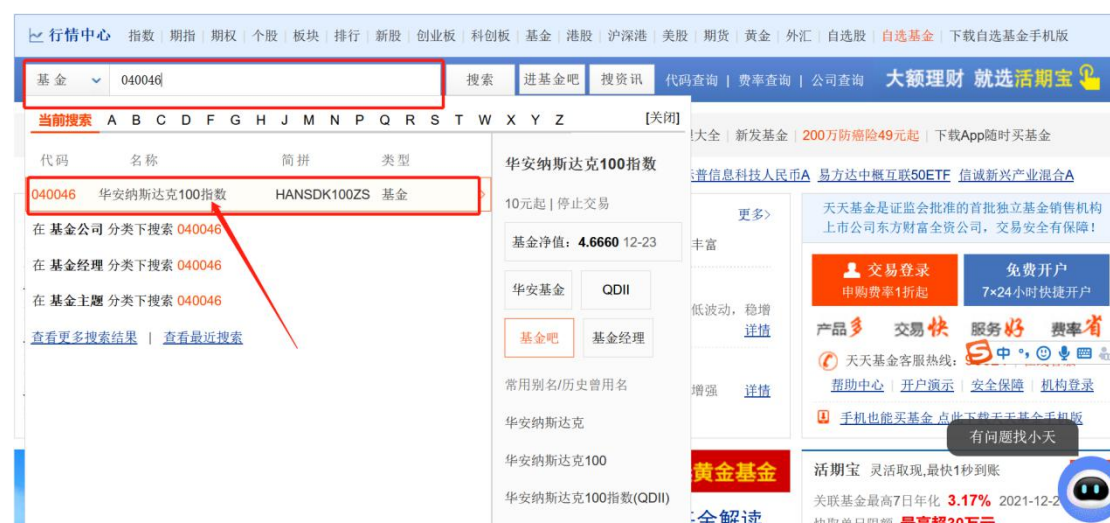 行情中心 指数 期指 期权 个股 板块 排行 新股 创业板 科创板 基金 港股 沪深港 美股 期货 黄金 外汇 自选股 自选基金 下载自选基金手机版
基金 040046 搜索 进基金吧 搜资讯 代码查询 | 费率查询 | 公司查询 大额理财 就选活期宝
当前搜索 A B C D F G H J M N P Q R S T W X Y Z [关闭]
大全 新发基金 200万防癌险49元起 下载App随时买基金
代码 名称 简拼 类型
华安纳斯达克100指数
普信息科技人民币A 易方达中概互联50ETF 信诚新兴产业混合A
040046 华安纳斯达克100指数 HANSDK100ZS 基金
10元起 | 停止交易
更多>
天天基金是证监会批准的首批独立基金销售机构
上市公司东方财富全资公司，交易安全有保障！
在 基金公司 分类下搜索 040046
基金净值：4.6660 12-23
丰富
在 基金经理 分类下搜索 040046
交易登录
申购费率1折起
免费开户
7×24小时快捷开户
华安基金 QDII
在 基金主题 分类下搜索 040046
低波动，稳增
详情
产品多 交易快 服务好 费率省
查看更多搜索结果 | 查看最近搜索
基金吧 基金经理
中
天天基金客服热线：
常用别名/历史曾用名
增强 详情
帮助中心 开户演示 安全保障 机构登录
华安纳斯达克
手机也能买基金 点此下载天天基金手机版
有问题找小天
华安纳斯达克100
黄金基金
活期宝 灵活取现,最快1秒到账
华安纳斯达克100指数(QDII)
关联基金最高7日年化 3.17% 2021-12-2
金解读
快取单日限额 最高超30万元